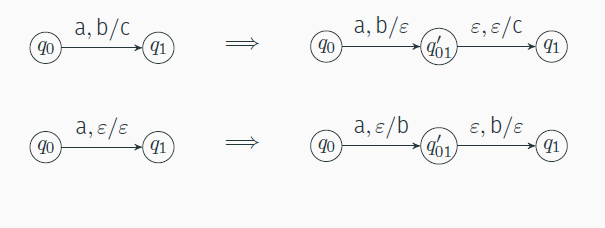 a, b/c ⟹ a, b/ε ε, ε/c
q₀ q₁ q₀ q′₀₁ q₁
a, ε/ε ⟹ a, ε/b ε, b/ε
q₀ q₁ q₀ q′₀₁ q₁